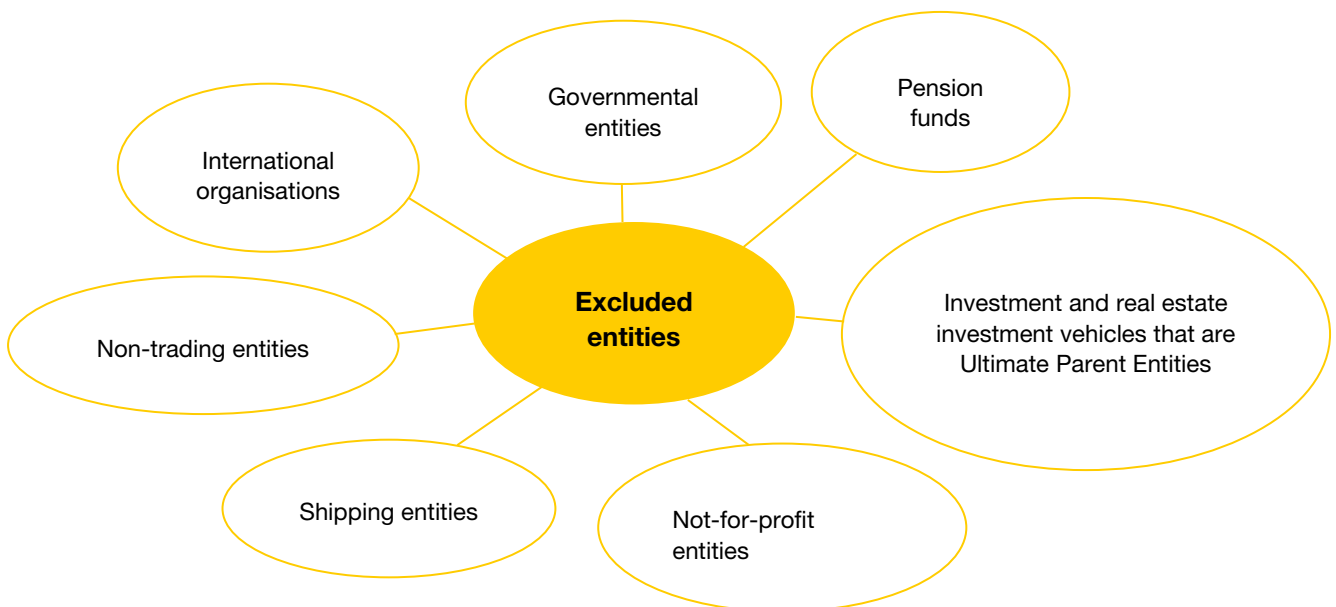 Governmental
entities
Pension
funds
International
organisations
Excluded
entities
Investment and real estate
investment vehicles that are
Ultimate Parent Entities
Non-trading entities
Shipping entities
Not-for-profit
entities